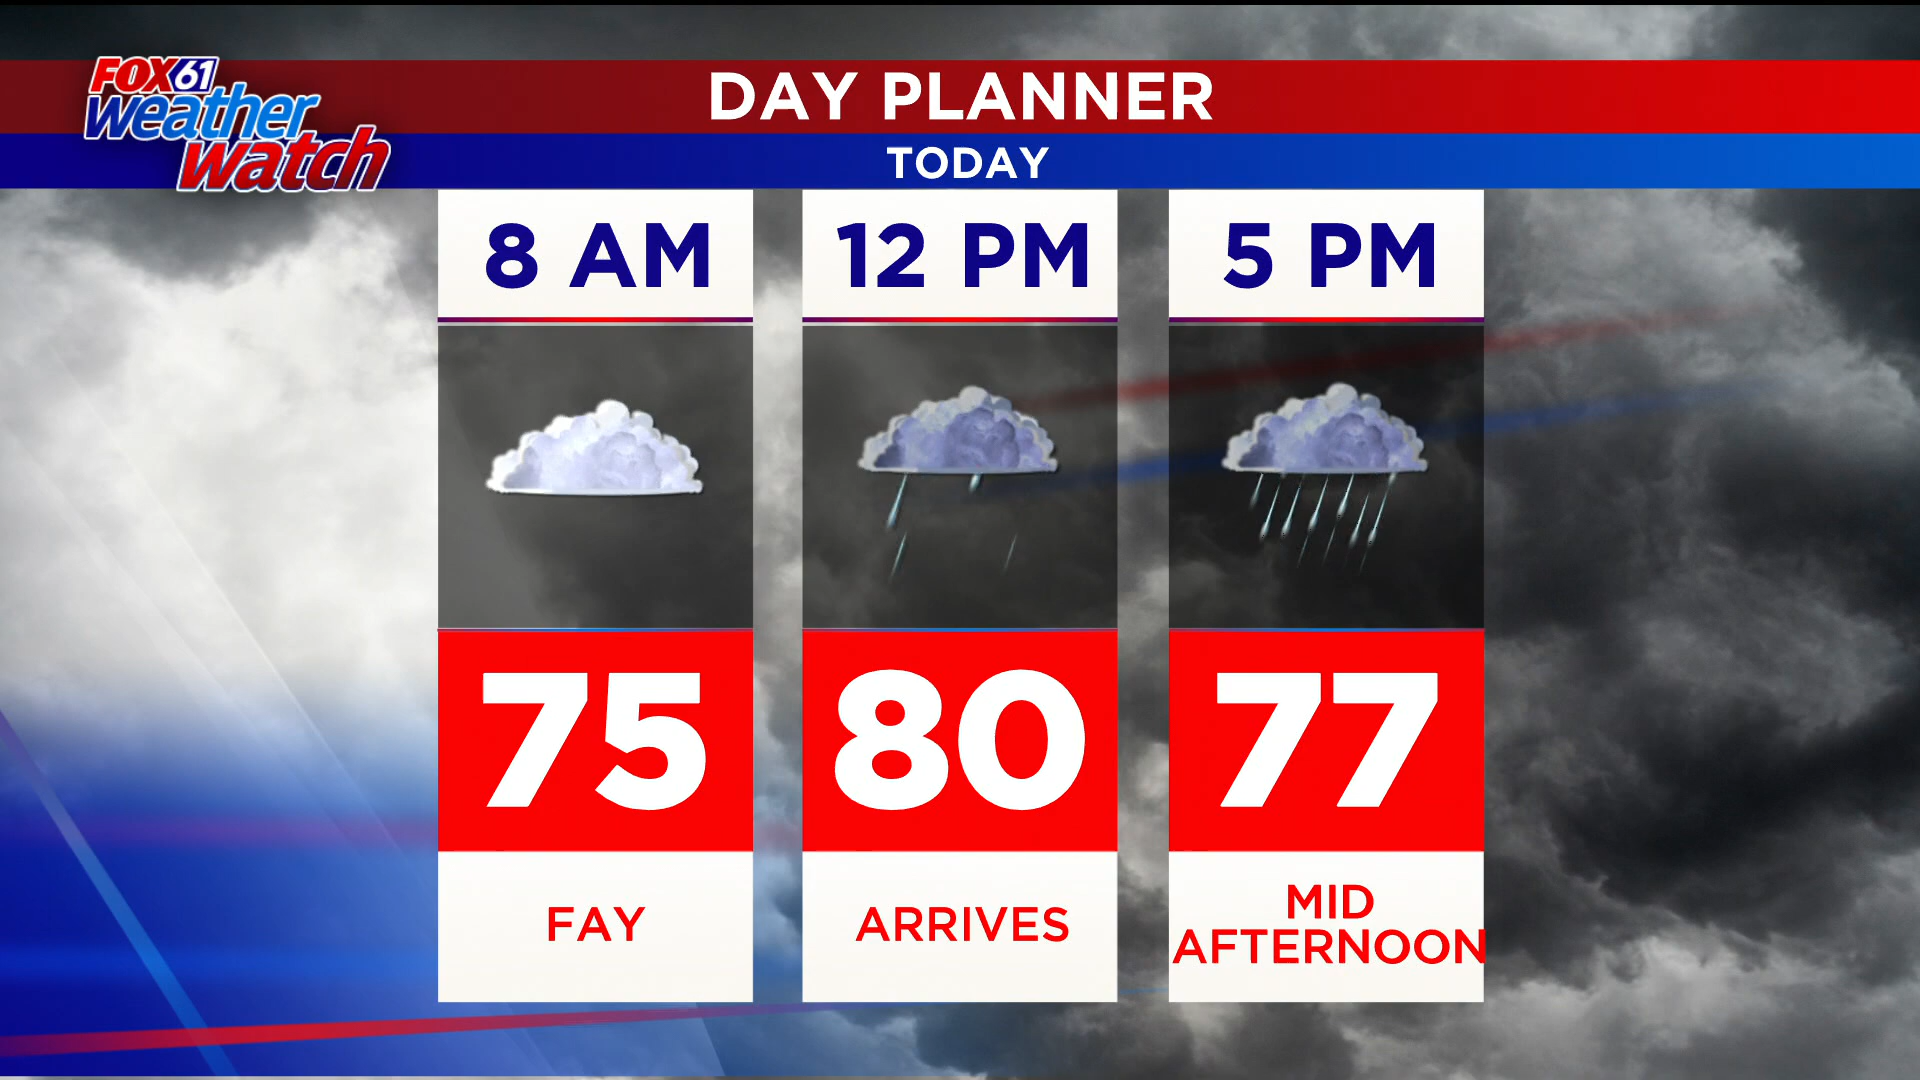 FOX61
weather
watch
DAY PLANNER
TODAY
8 AM
12 PM
5 PM
75
80
77
FAY
ARRIVES
MID
AFTERNOON